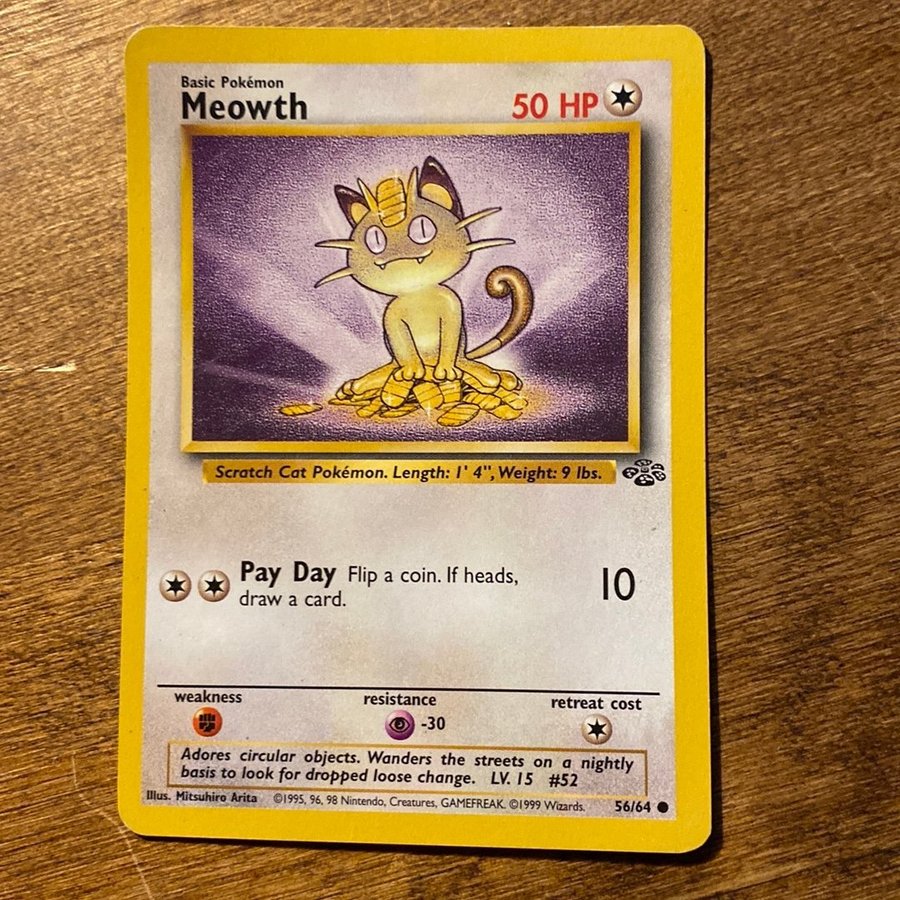 Basic Pokémon
Meowth 50 HP
Scratch Cat Pokémon. Length: 1' 4", Weight: 9 lbs.
Pay Day Flip a coin. If heads,
draw a card.
10
weakness resistance retreat cost
-30
Adores circular objects. Wanders the streets on a nightly
basis to look for dropped loose change. LV. 15 #52
Illus. Mitsuhiro Arita ©1995, 96, 98 Nintendo, Creatures, GAMEFREAK. ©1999 Wizards. 56/64